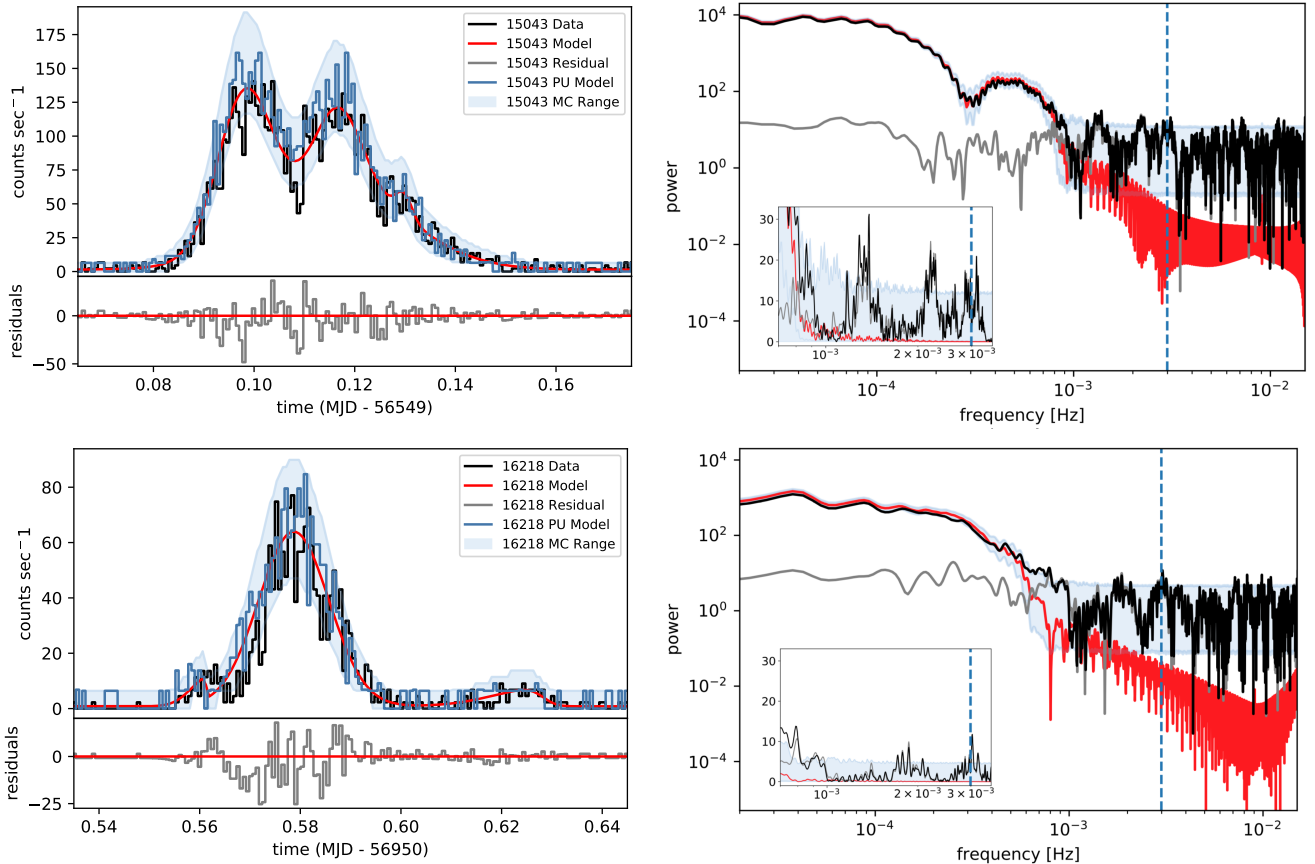 15043 Data
15043 Model
15043 Residual
15043 PU Model
15043 MC Range
counts sec⁻¹
175
150
125
100
75
50
25
0
residuals
0
−50
0.08 0.10 0.12 0.14 0.16
time (MJD - 56549)
power
10⁴
10²
10⁰
10⁻²
10⁻⁴
30
20
10
0
10⁻³ 2 × 10⁻³ 3 × 10⁻³
10⁻⁴ 10⁻³ 10⁻²
frequency [Hz]
16218 Data
16218 Model
16218 Residual
16218 PU Model
16218 MC Range
counts sec⁻¹
80
60
40
20
0
residuals
0
−25
0.54 0.56 0.58 0.60 0.62 0.64
time (MJD - 56950)
power
10⁴
10²
10⁰
10⁻²
10⁻⁴
30
20
10
0
10⁻³ 2 × 10⁻³ 3 × 10⁻³
10⁻⁴ 10⁻³ 10⁻²
frequency [Hz]